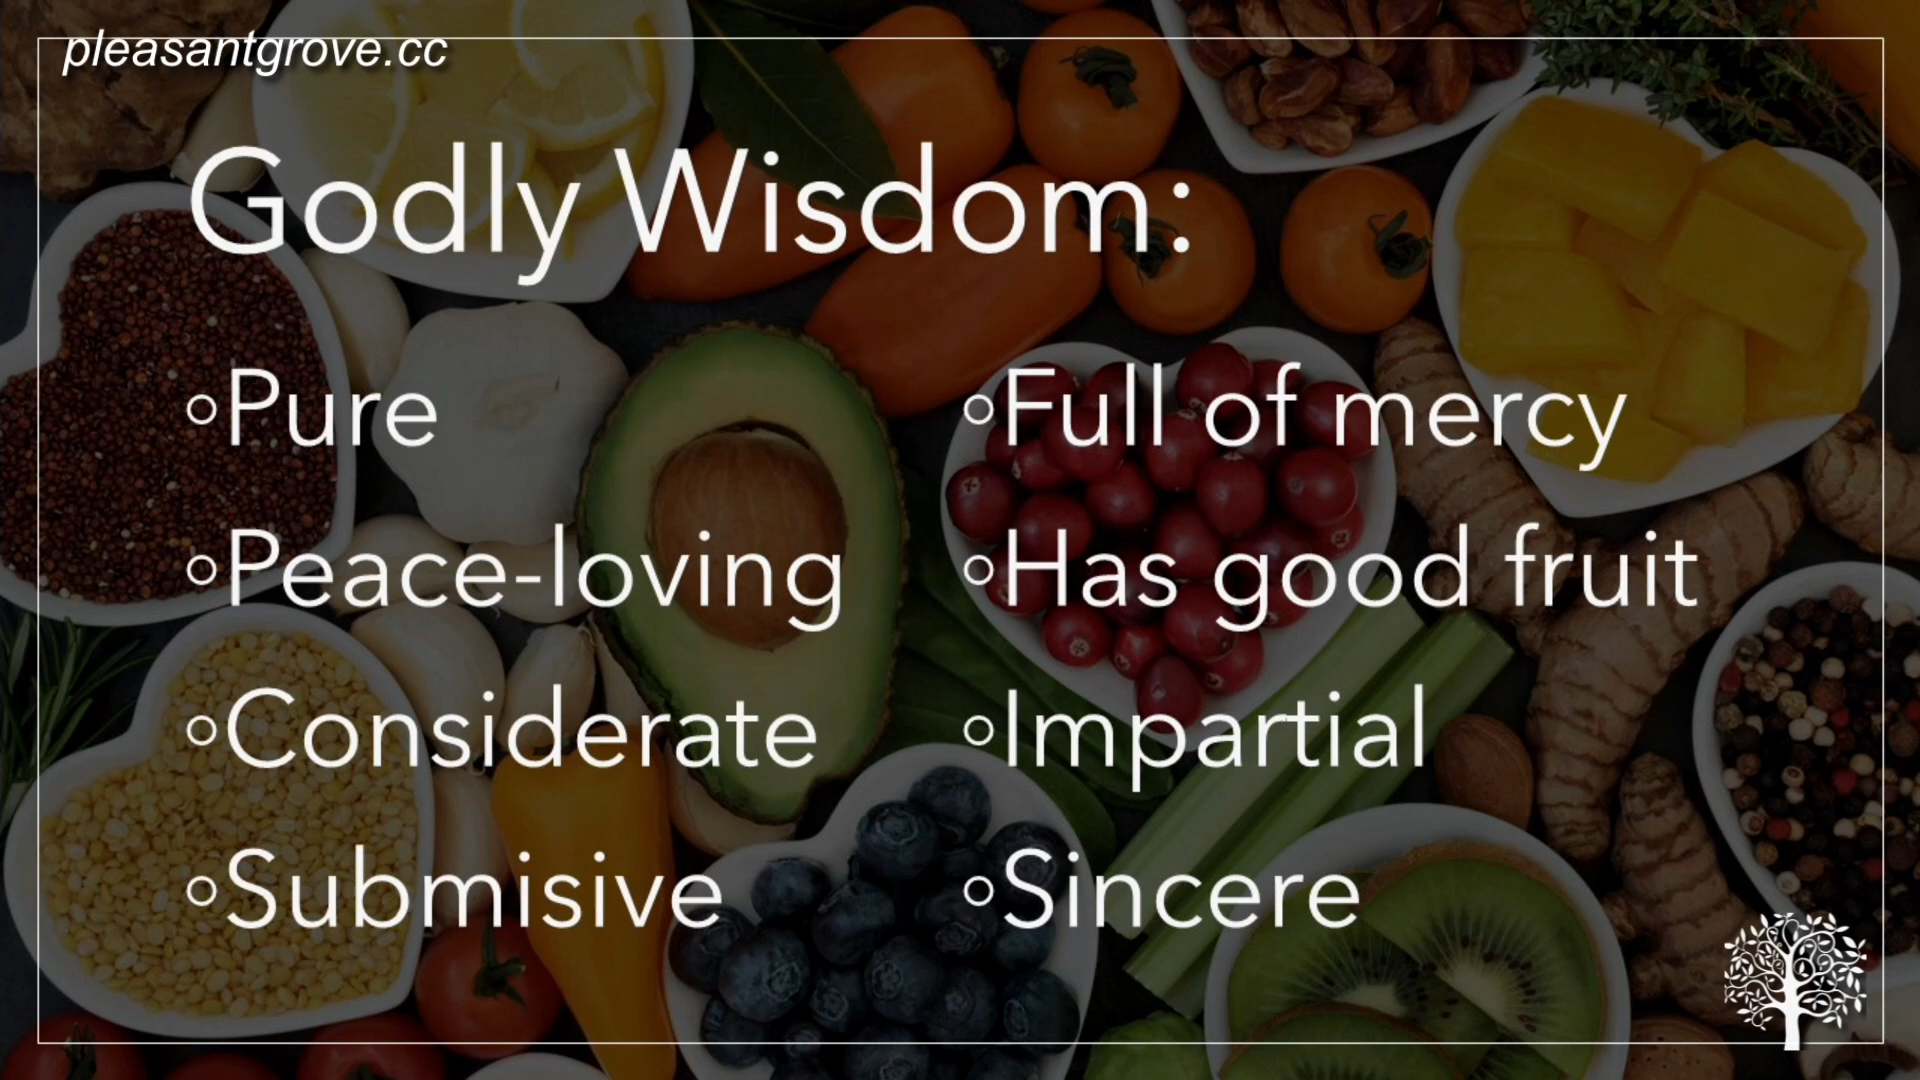 pleasantgrove.cc
Godly Wisdom:
◦Pure
◦Peace-loving
◦Considerate
◦Submisive
◦Full of mercy
◦Has good fruit
◦Impartial
◦Sincere